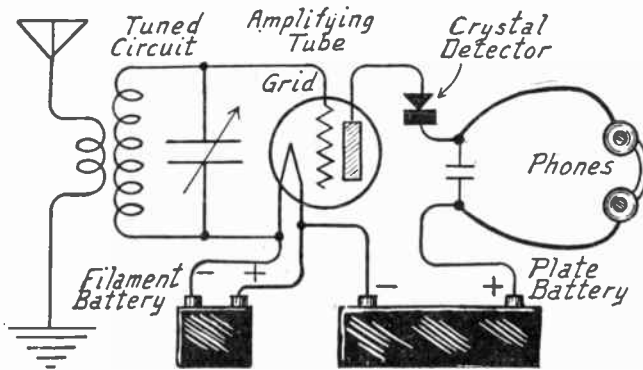 Tuned
Circuit
Amplifying
Tube
Crystal
Detector
Grid
Phones
Filament
Battery
- +
-
+
Plate
Battery